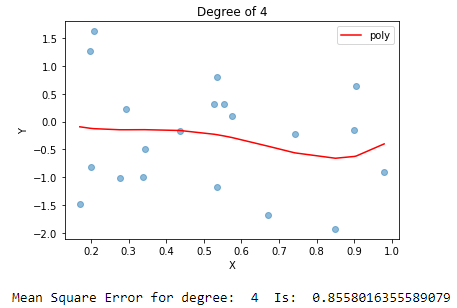 Degree of 4
poly
1.5
1.0
0.5
0.0
−0.5
−1.0
−1.5
−2.0
Y
0.2 0.3 0.4 0.5 0.6 0.7 0.8 0.9 1.0
X
Mean Square Error for degree:  4  Is:  0.8558016355589079